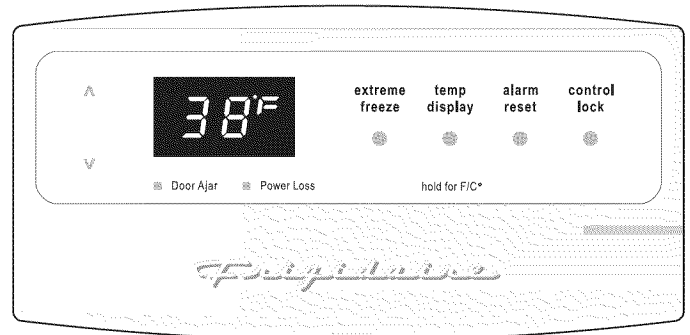 ^
38°F
extreme freeze
temp display
alarm reset
control lock
v
Door Ajar
Power Loss
hold for F/C°
Frigidaire